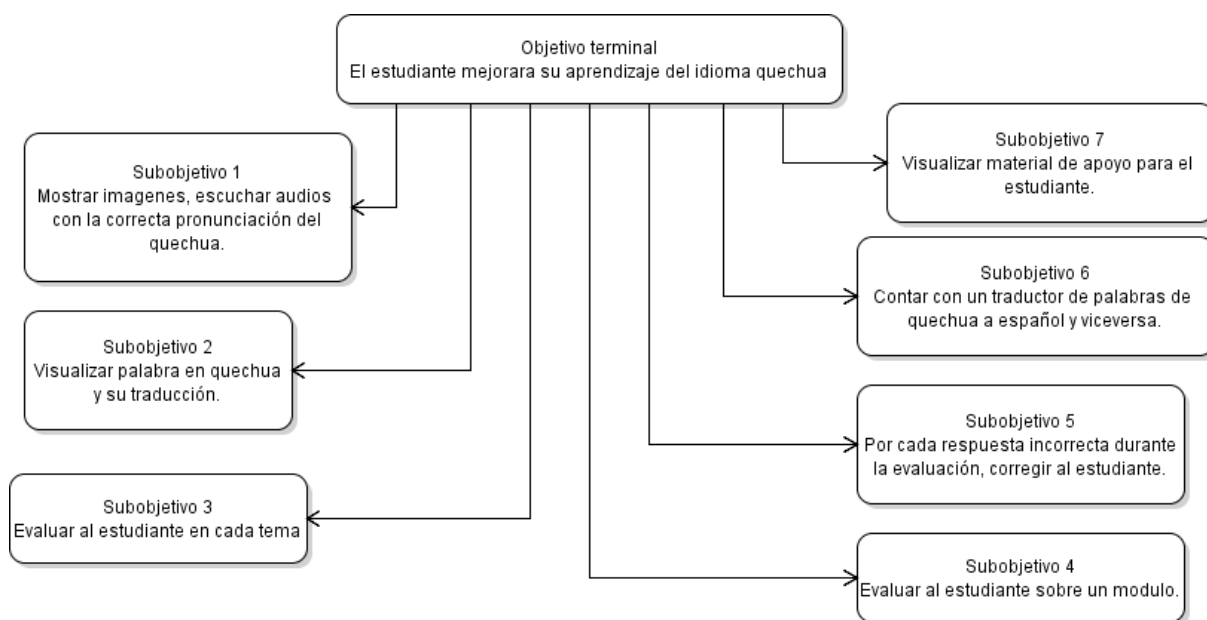 Objetivo terminal
El estudiante mejorara su aprendizaje del idioma quechua
Subobjetivo 1
Mostrar imagenes, escuchar audios
con la correcta pronunciación del
quechua.
Subobjetivo 2
Visualizar palabra en quechua
y su traducción.
Subobjetivo 3
Evaluar al estudiante en cada tema
Subobjetivo 7
Visualizar material de apoyo para el
estudiante.
Subobjetivo 6
Contar con un traductor de palabras de
quechua a español y viceversa.
Subobjetivo 5
Por cada respuesta incorrecta durante
la evaluación, corregir al estudiante.
Subobjetivo 4
Evaluar al estudiante sobre un modulo.